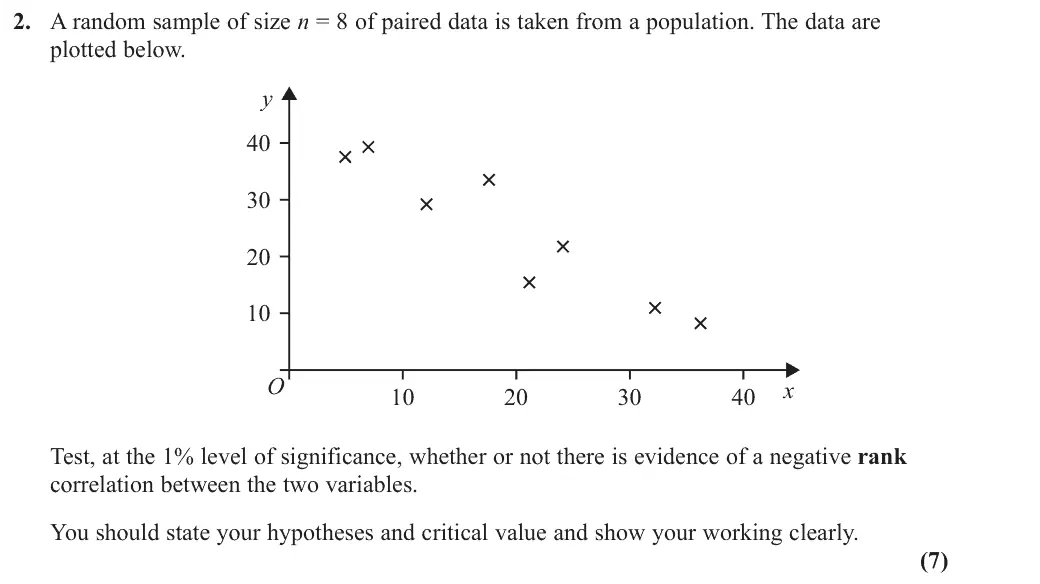 2. A random sample of size n = 8 of paired data is taken from a population. The data are
plotted below.
y
40
30
20
10
O
10 20 30 40 x
Test, at the 1% level of significance, whether or not there is evidence of a negative rank
correlation between the two variables.
You should state your hypotheses and critical value and show your working clearly.
(7)